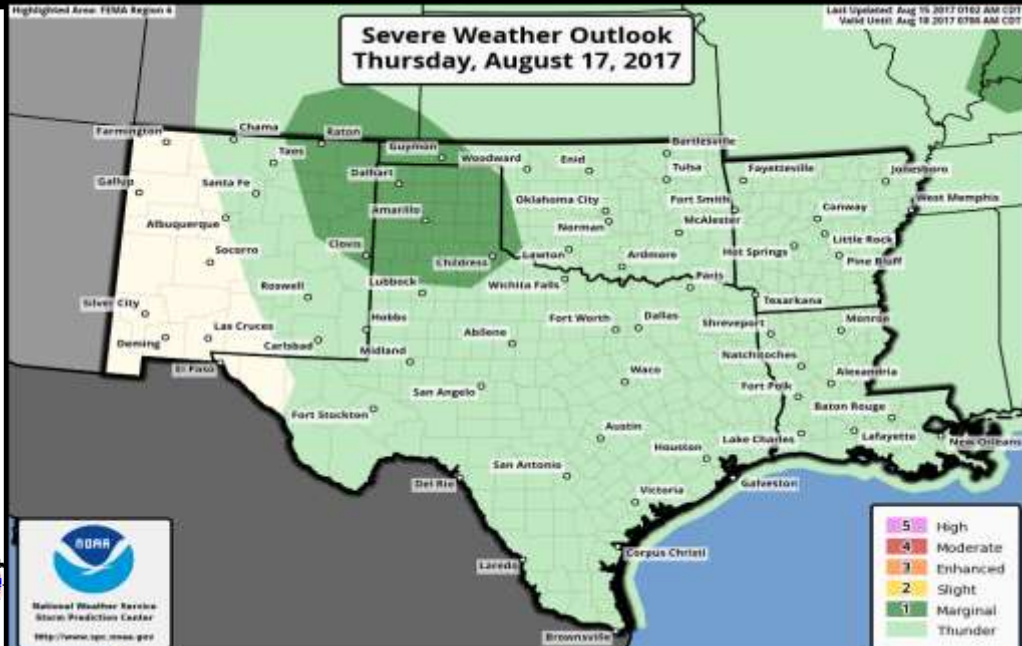 Highlighted Area: FEMA Region 6
Last Updated: Aug 15 2017 0102 AM CDT
Valid Until: Aug 18 2017 0700 AM CDT
Severe Weather Outlook
Thursday, August 17, 2017
Farmington
Chama
Raton
Taos
Guymon
Woodward
Enid
Bartlesville
Tulsa
Fayetteville
Jonesboro
Gallup
Santa Fe
Dalhart
Oklahoma City
Fort Smith
Conway
West Memphis
Albuquerque
Amarillo
Norman
McAlester
Little Rock
Socorro
Clovis
Childress
Lawton
Ardmore
Hot Springs
Pine Bluff
Roswell
Lubbock
Wichita Falls
Paris
Texarkana
Silver City
Las Cruces
Hobbs
Abilene
Fort Worth
Dallas
Shreveport
Monroe
Deming
Carlsbad
Midland
Natchitoches
El Paso
San Angelo
Waco
Fort Polk
Alexandria
Fort Stockton
Baton Rouge
Austin
Houston
Lake Charles
Lafayette
New Orleans
San Antonio
Del Rio
Galveston
Victoria
Corpus Christi
Laredo
Brownsville
NOAA
National Weather Service
Storm Prediction Center
http://www.spc.noaa.gov
5 High
4 Moderate
3 Enhanced
2 Slight
1 Marginal
Thunder